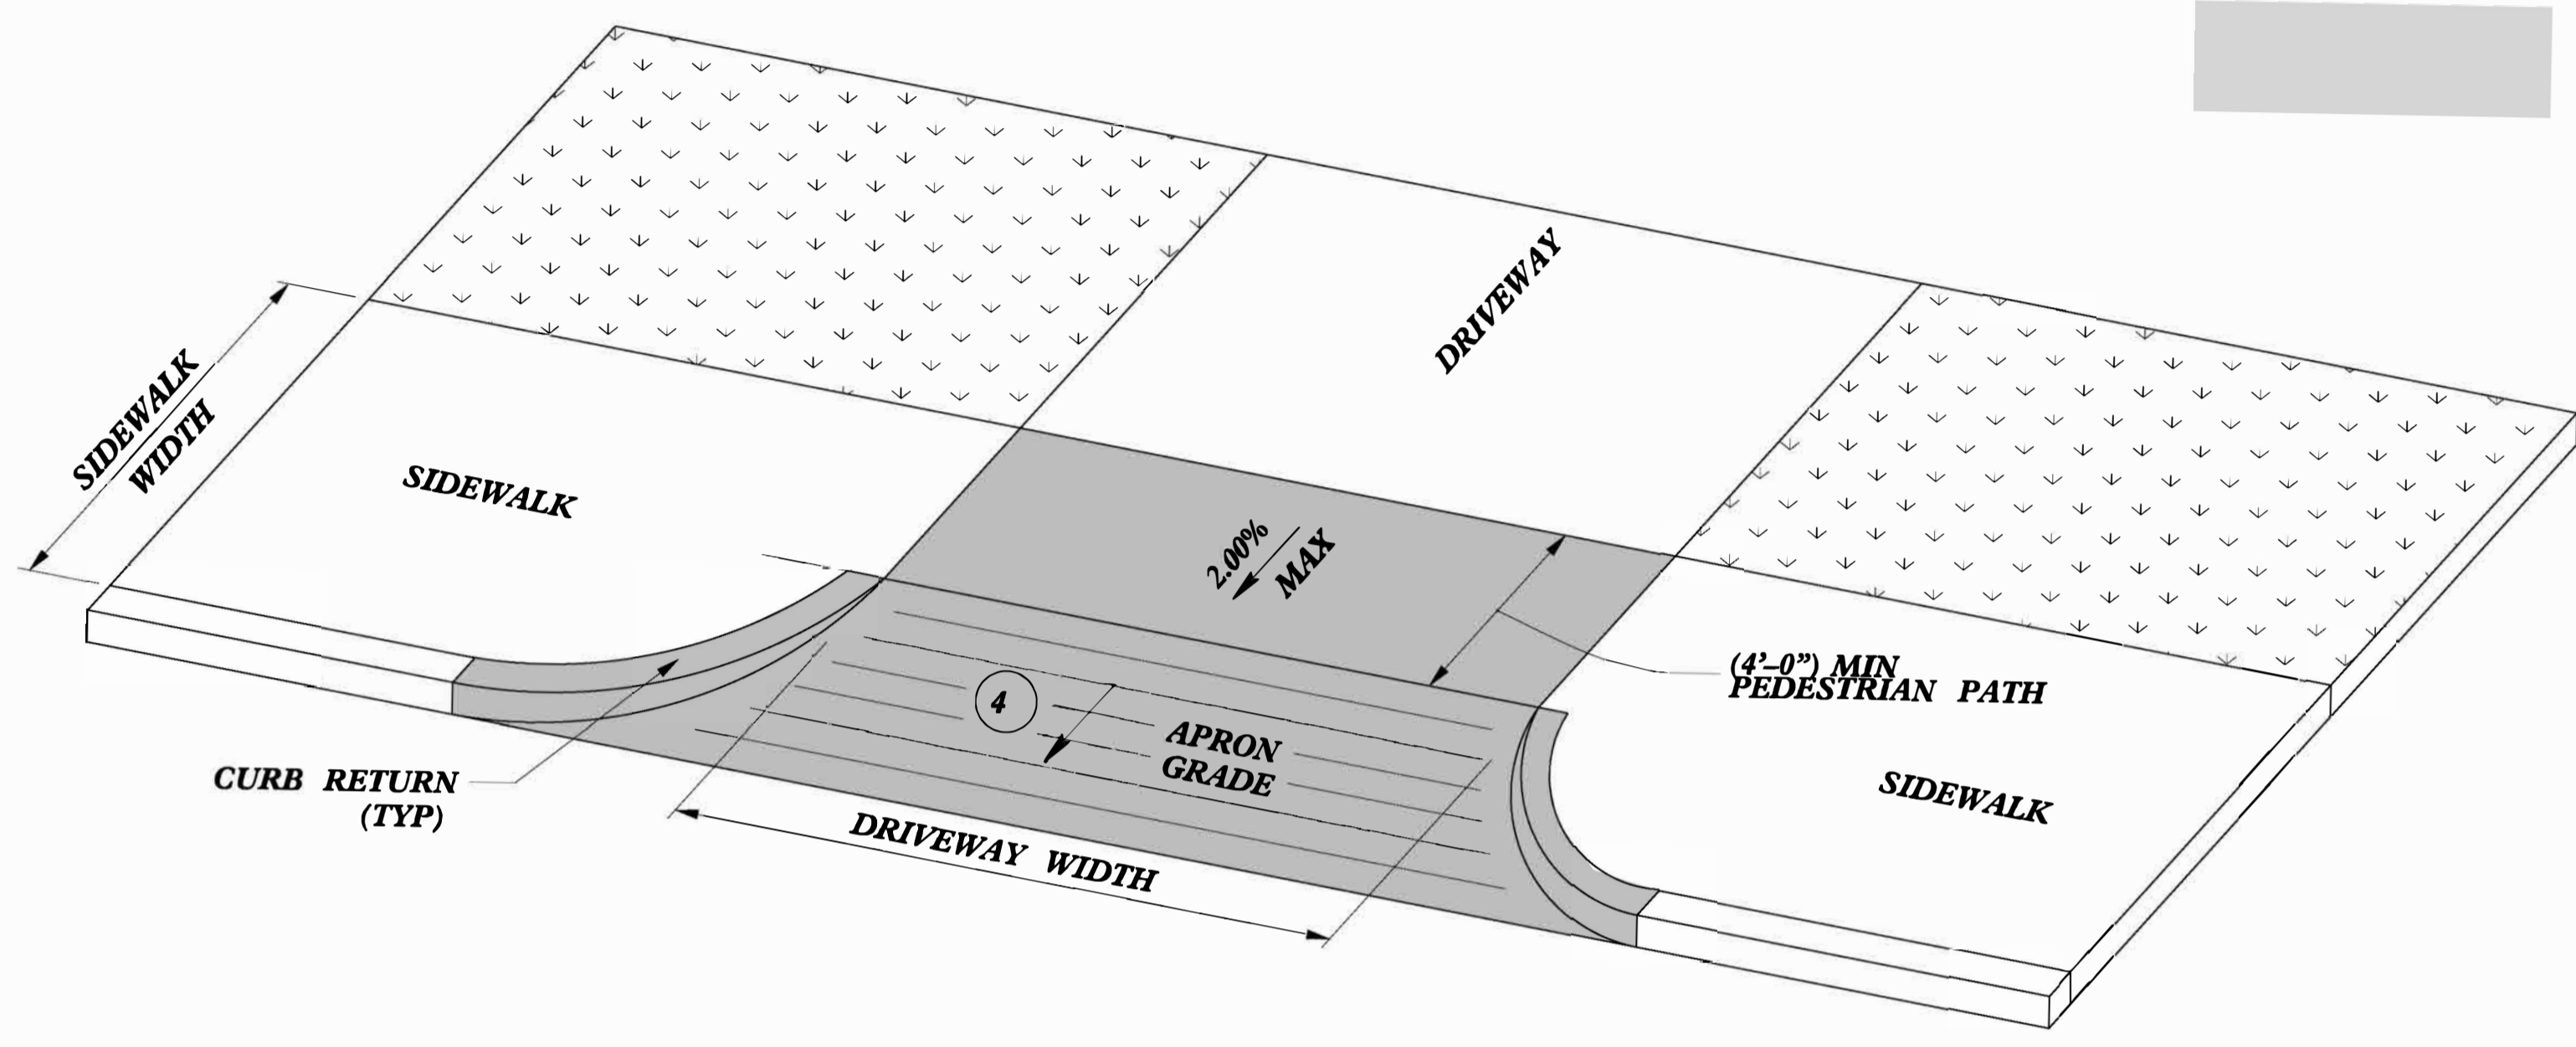 DRIVEWAY
SIDEWALK
WIDTH
SIDEWALK
2.00%
MAX
(4'–0") MIN
PEDESTRIAN PATH
4
APRON
GRADE
CURB RETURN
(TYP)
DRIVEWAY WIDTH
SIDEWALK